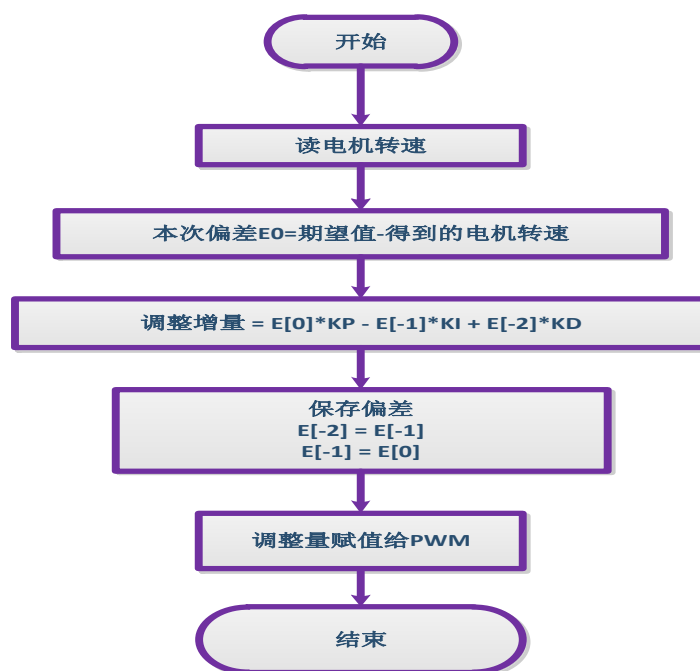 开始
读电机转速
本次偏差E0=期望值-得到的电机转速
调整增量 = E[0]*KP - E[-1]*KI + E[-2]*KD
保存偏差
E[-2] = E[-1]
E[-1] = E[0]
调整量赋值给PWM
结束